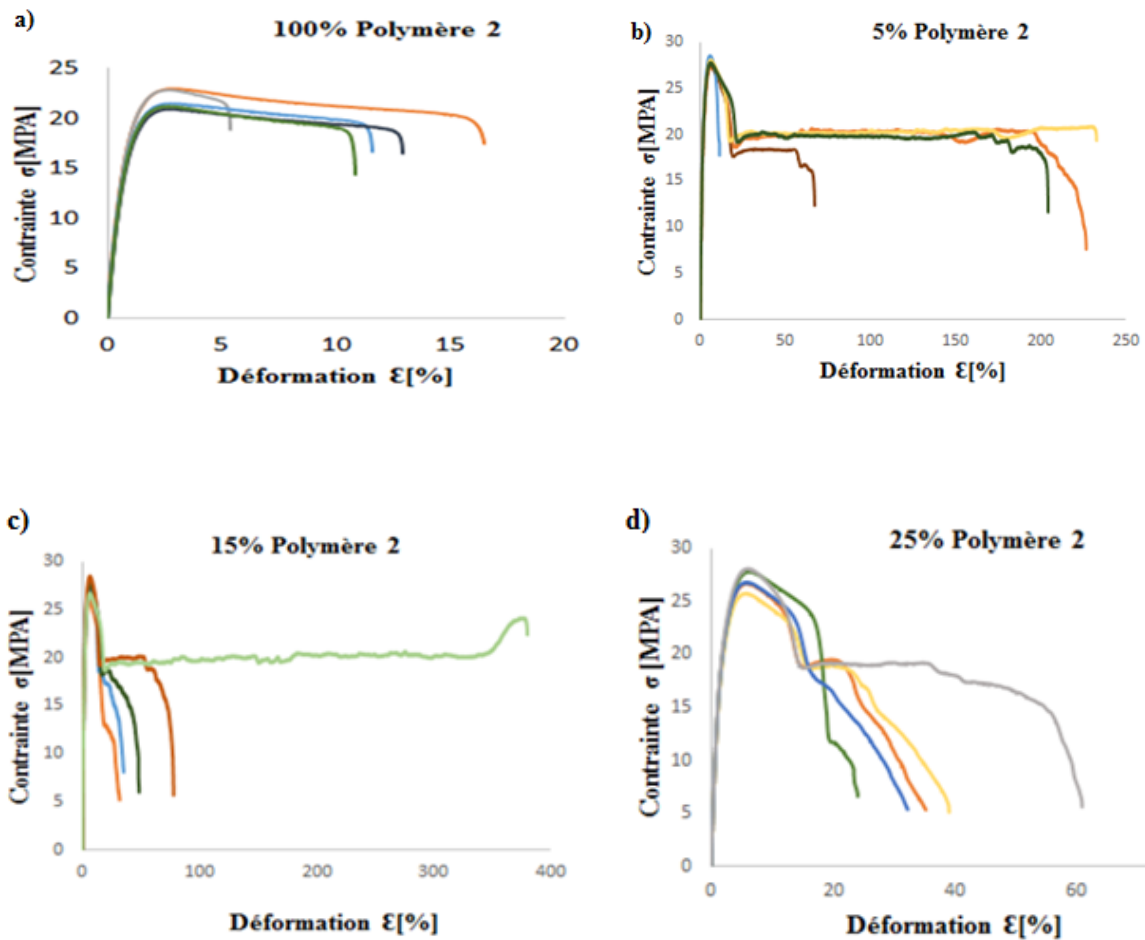 a)
100% Polymère 2
Contrainte σ[MPA]
25
20
15
10
5
0
0 5 10 15 20
Déformation Ɛ[%]
b)
5% Polymère 2
Contrainte σ[MPA]
30
25
20
15
10
5
0
0 50 100 150 200 250
Déformation Ɛ[%]
c)
15% Polymère 2
Contrainte σ[MPA]
30
25
20
15
10
5
0
0 100 200 300 400
Déformation Ɛ[%]
d)
25% Polymère 2
Contrainte σ[MPA]
30
25
20
15
10
5
0
0 20 40 60
Déformation Ɛ[%]